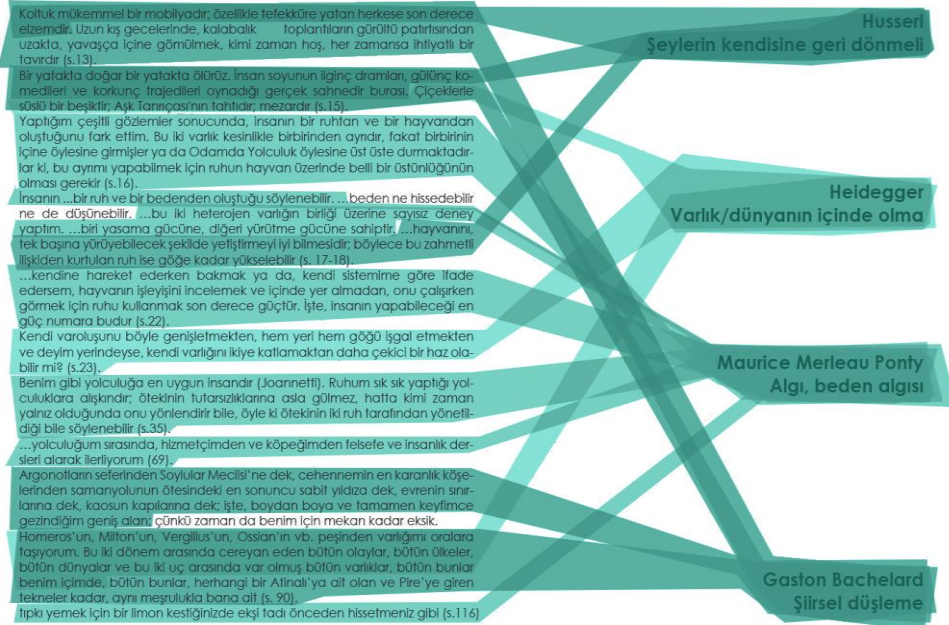 Koltuk mükemmel bir mobilyadır; özellikle tefekküre yatan herkese son derece
elzemdir. Uzun kış gecelerinde, kalabalık toplantıların gürültü patırtısından
uzakta, yavaşça içine gömülmek, kimi zaman hoş, her zamansa ihtiyatlı bir
tavırdır (s.13).
Bir yatakta doğar bir yatakta ölürüz. İnsan soyunun ilginç dramları, gülünç ko-
medileri ve korkunç trajedileri oynadığı gerçek sahnedir burası. Çiçeklerle
süslü bir beşiktir; Aşk Tanrıçası'nın tahtıdır; mezardır (s.15).
Yaptığım çeşitli gözlemler sonucunda, insanın bir ruhtan ve bir hayvandan
oluştuğunu fark ettim. Bu iki varlık kesinlikle birbirinden ayrıdır, fakat birbirinin
içine öylesine girmişler ya da Odamda Yolculuk öylesine üst üste durmaktadır-
lar ki, bu ayrımı yapabilmek için ruhun hayvan üzerinde belli bir üstünlüğünün
olması gerekir (s.16).
İnsanın ...bir ruh ve bir bedenden oluştuğu söylenebilir. ...beden ne hissedebilir
ne de düşünebilir. ...bu iki heterojen varlığın birliği üzerine sayısız deney
yaptım. ...biri yasama gücüne, diğeri yürütme gücüne sahiptir. ...hayvanını,
tek başına yürüyebilecek şekilde yetiştirmeyi iyi bilmesidir; böylece bu zahmetli
ilişkiden kurtulan ruh ise göğe kadar yükselebilir (s. 17-18).
...kendine hareket ederken bakmak ya da, kendi sistemime göre ifade
edersem, hayvanın işleyişini incelemek ve içinde yer almadan, onu çalışırken
görmek için ruhu kullanmak son derece güçtür. İşte, insanın yapabileceği en
güç numara budur (s.22).
Kendi varoluşunu böyle genişletmekten, hem yeri hem göğü işgal etmekten
ve deyim yerindeyse, kendi varlığını ikiye katlamaktan daha çekici bir haz ola-
bilir mi? (s.23).
Benim gibi yolculuğa en uygun insandır (Joannetti). Ruhum sık sık yaptığı yol-
culuklara alışkındır; ötekinin tutarsızlıklarına asla gülmez, hatta kimi zaman
yalnız olduğunda onu yönlendirir bile, öyle ki ötekinin iki ruh tarafından yönetil-
diği bile söylenebilir (s.35).
...yolculuğum sırasında, hizmetçimden ve köpeğimden felsefe ve insanlık der-
sleri alarak ilerliyorum (69).
Argonotların seferinden Soylular Meclisi'ne dek, cehennemin en karanlık köşe-
lerinden samanyolunun ötesindeki en sonuncu sabit yıldıza dek, evrenin sınır-
larına dek, kaosun kapılarına dek; işte, boydan boya ve tamamen keyfimce
gezindiğim geniş alan; çünkü zaman da benim için mekan kadar eksik.
Homeros'un, Milton'un, Vergilius'un, Ossian'ın vb. peşinden varlığımı oralara
taşıyorum. Bu iki dönem arasında cereyan eden bütün olaylar, bütün ülkeler,
bütün dünyalar ve bu iki uç arasında var olmuş bütün varlıklar, bütün bunlar
benim içimde, bütün bunlar, herhangi bir Atinalı'ya ait olan ve Pire'ye giren
tekneler kadar, aynı meşrulukla bana ait (s. 90).
tıpkı yemek için bir limon kestiğinizde ekşi tadı önceden hissetmeniz gibi (s.116)
Husserl
Şeylerin kendisine geri dönmeli
Heidegger
Varlık/dünyanın içinde olma
Maurice Merleau Ponty
Algı, beden algısı
Gaston Bachelard
Şiirsel düşleme